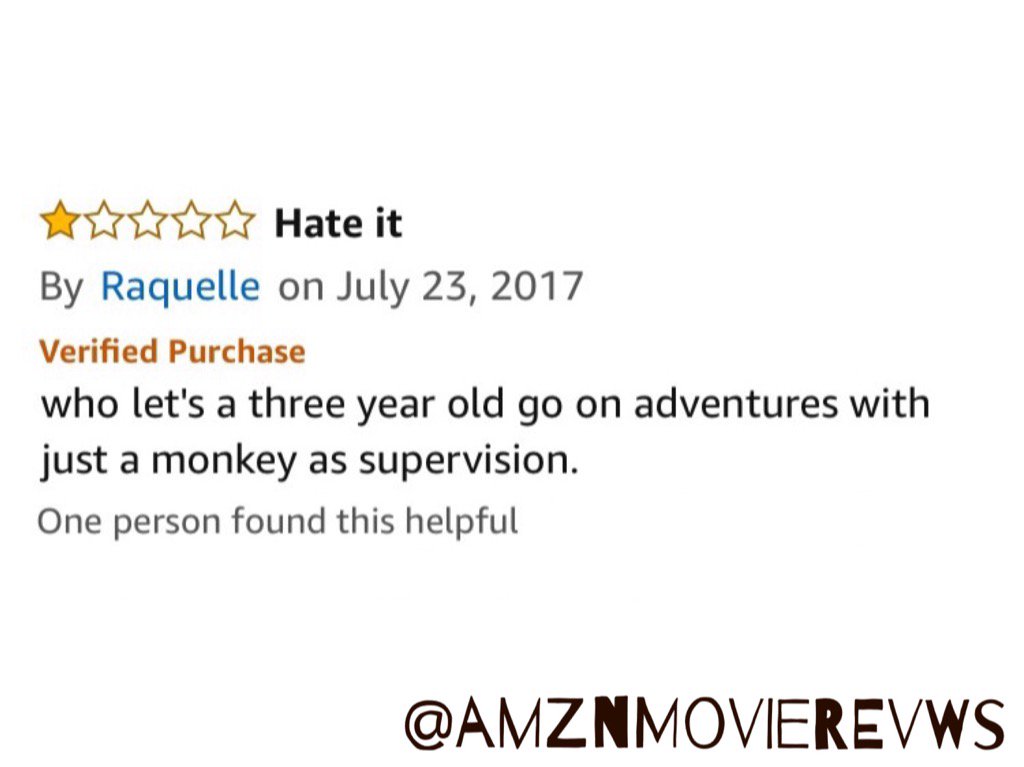 Hate it
By Raquelle on July 23, 2017
Verified Purchase
who let's a three year old go on adventures with
just a monkey as supervision.
One person found this helpful
@AMZNMOVIEREVWS